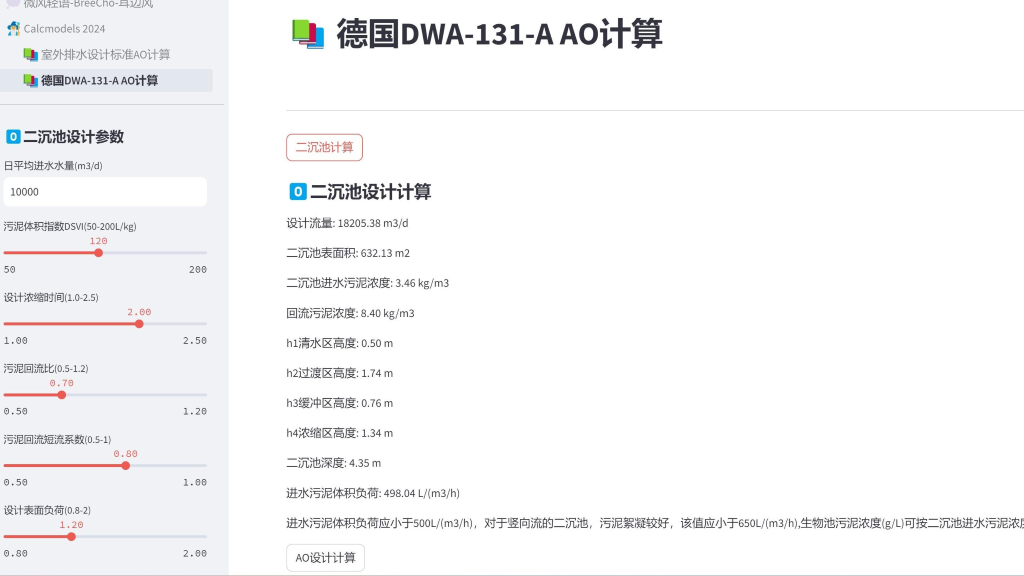 微风轻语-BreeCho-耳边风
Calcmodels 2024
室外排水设计标准AO计算
德国DWA-131-A AO计算
0 二沉池设计参数
日平均进水水量(m3/d)
10000
污泥体积指数DSVI(50-200L/kg)
120
50 200
设计浓缩时间(1.0-2.5)
2.00
1.00 2.50
污泥回流比(0.5-1.2)
0.70
0.50 1.20
污泥回流短流系数(0.5-1)
0.80
0.50 1.00
设计表面负荷(0.8-2)
1.20
0.80 2.00
德国DWA-131-A AO计算
二沉池计算
0 二沉池设计计算
设计流量: 18205.38 m3/d
二沉池表面积: 632.13 m2
二沉池进水污泥浓度: 3.46 kg/m3
回流污泥浓度: 8.40 kg/m3
h1清水区高度: 0.50 m
h2过渡区高度: 1.74 m
h3缓冲区高度: 0.76 m
h4浓缩区高度: 1.34 m
二沉池深度: 4.35 m
进水污泥体积负荷: 498.04 L/(m3/h)
进水污泥体积负荷应小于500L/(m3/h)，对于竖向流的二沉池，污泥絮凝较好，该值应小于650L/(m3/h),生物池污泥浓度(g/L)可按二沉池进水污泥浓度
AO设计计算